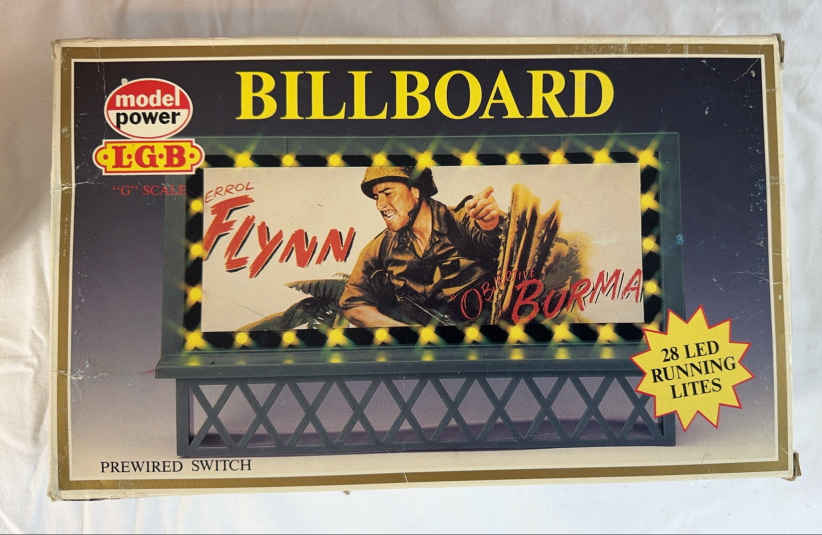 BILLBOARD
model
power
L·G·B
"G" SCALE
ERROL
FLYNN
OBJECTIVE
BURMA
28 LED
RUNNING
LITES
PREWIRED SWITCH